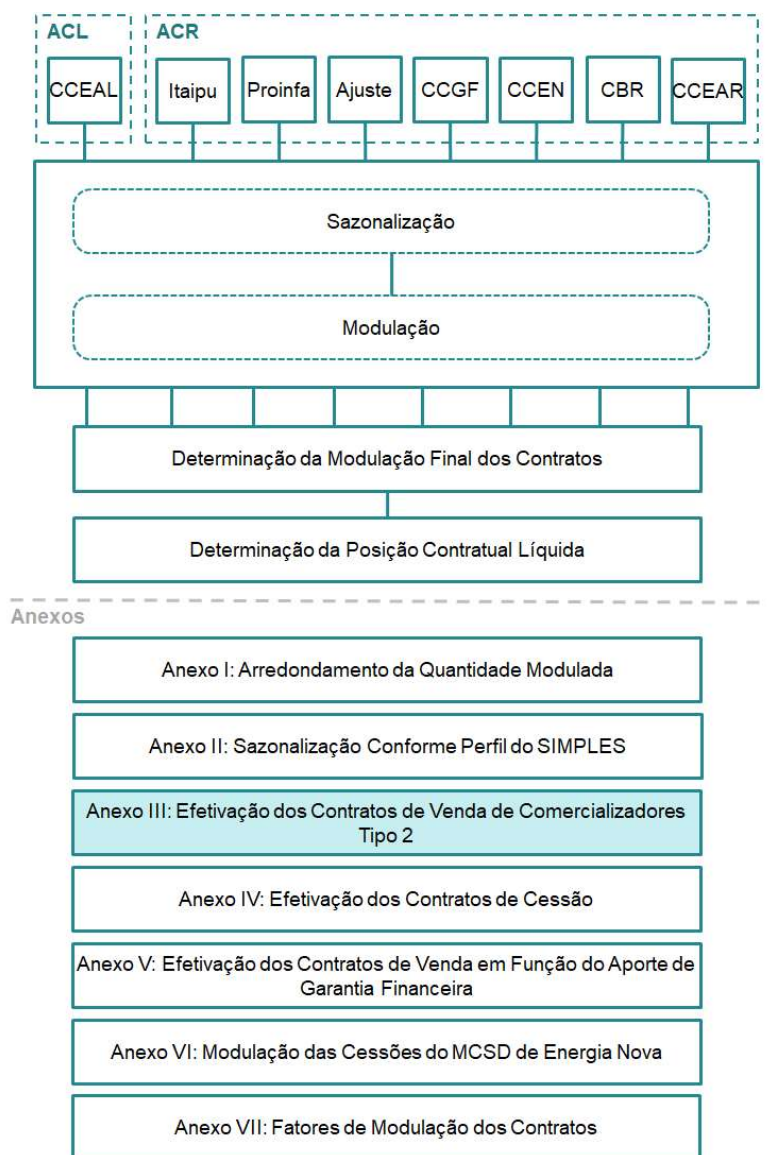 ACL
ACR
CCEAL
Itaipu
Proinfa
Ajuste
CCGF
CCEN
CBR
CCEAR
Sazonalização
Modulação
Determinação da Modulação Final dos Contratos
Determinação da Posição Contratual Líquida
Anexos
Anexo I: Arredondamento da Quantidade Modulada
Anexo II: Sazonalização Conforme Perfil do SIMPLES
Anexo III: Efetivação dos Contratos de Venda de Comercializadores
Tipo 2
Anexo IV: Efetivação dos Contratos de Cessão
Anexo V: Efetivação dos Contratos de Venda em Função do Aporte de
Garantia Financeira
Anexo VI: Modulação das Cessões do MCSD de Energia Nova
Anexo VII: Fatores de Modulação dos Contratos